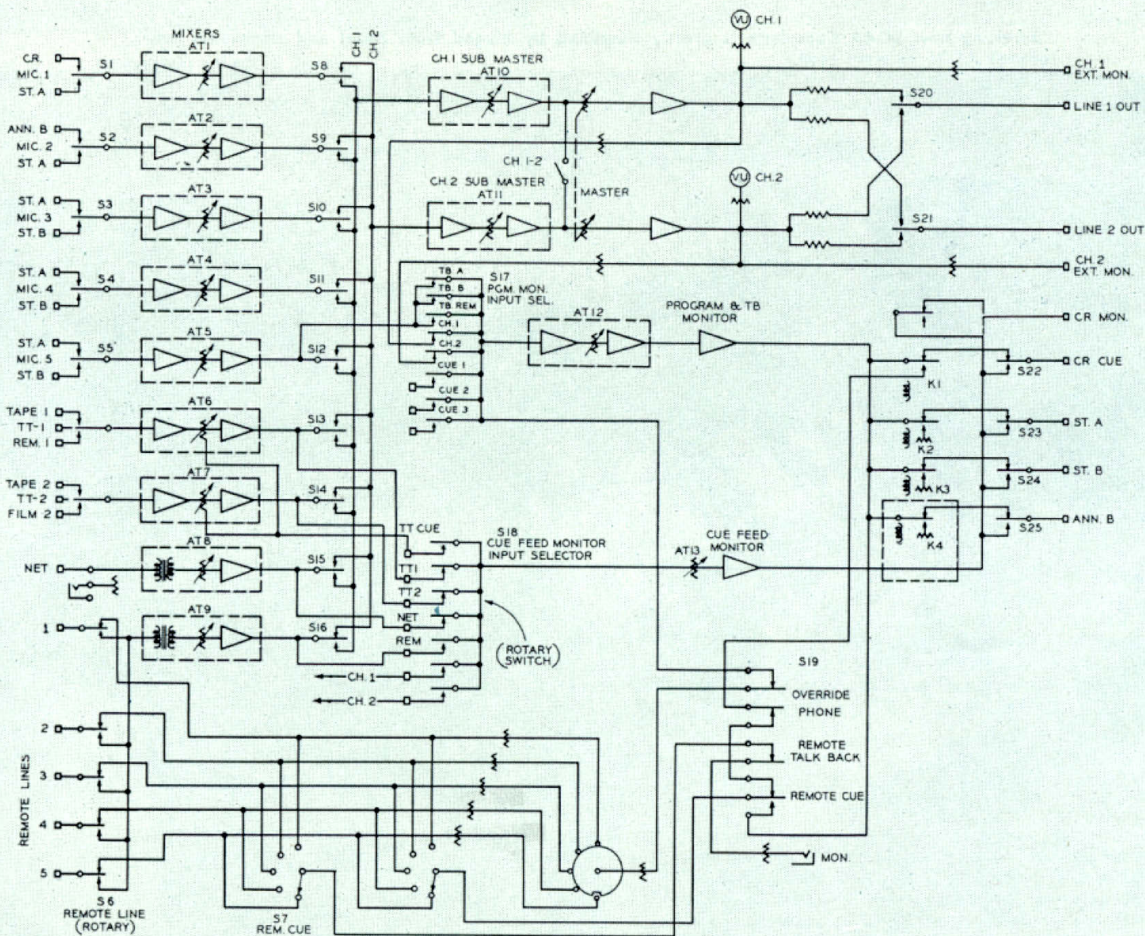 MIXERS
AT1
C.R.
MIC. 1
ST. A
S1
S8
CH. 1
CH. 2
AT2
ANN. B
MIC. 2
ST. A
S2
S9
AT3
ST. A
MIC. 3
ST. B
S3
S10
AT4
ST. A
MIC. 4
ST. B
S4
S11
AT5
ST. A
MIC. 5
ST. B
S5
S12
AT6
TAPE 1
TT-1
REM. 1
S13
AT7
TAPE 2
TT-2
FILM 2
S14
AT8
NET
S15
AT9
1
S16
CH. 1 SUB MASTER
AT10
VU CH. 1
CH. 1
EXT. MON.
S20
LINE 1 OUT
CH. 1-2
MASTER
CH. 2 SUB MASTER
AT11
VU CH. 2
S21
LINE 2 OUT
CH. 2
EXT. MON.
TB A
TB. B
TB REM
CH. 1
CH. 2
CUE 1
CUE 2
CUE 3
S17
PGM. MON.
INPUT SEL.
AT12
PROGRAM & TB
MONITOR
CR MON.
CR CUE
K1
S22
ST. A
K2
S23
ST. B
K3
S24
ANN. B
K4
S25
TT CUE
TT1
TT2
NET
REM
CH. 1
CH. 2
S18
CUE FEED MONITOR
INPUT SELECTOR
(ROTARY
SWITCH)
AT13
CUE FEED
MONITOR
S19
OVERRIDE
PHONE
REMOTE
TALK BACK
REMOTE CUE
MON.
REMOTE LINES
2
3
4
5
S6
REMOTE LINE
(ROTARY)
S7
REM. CUE